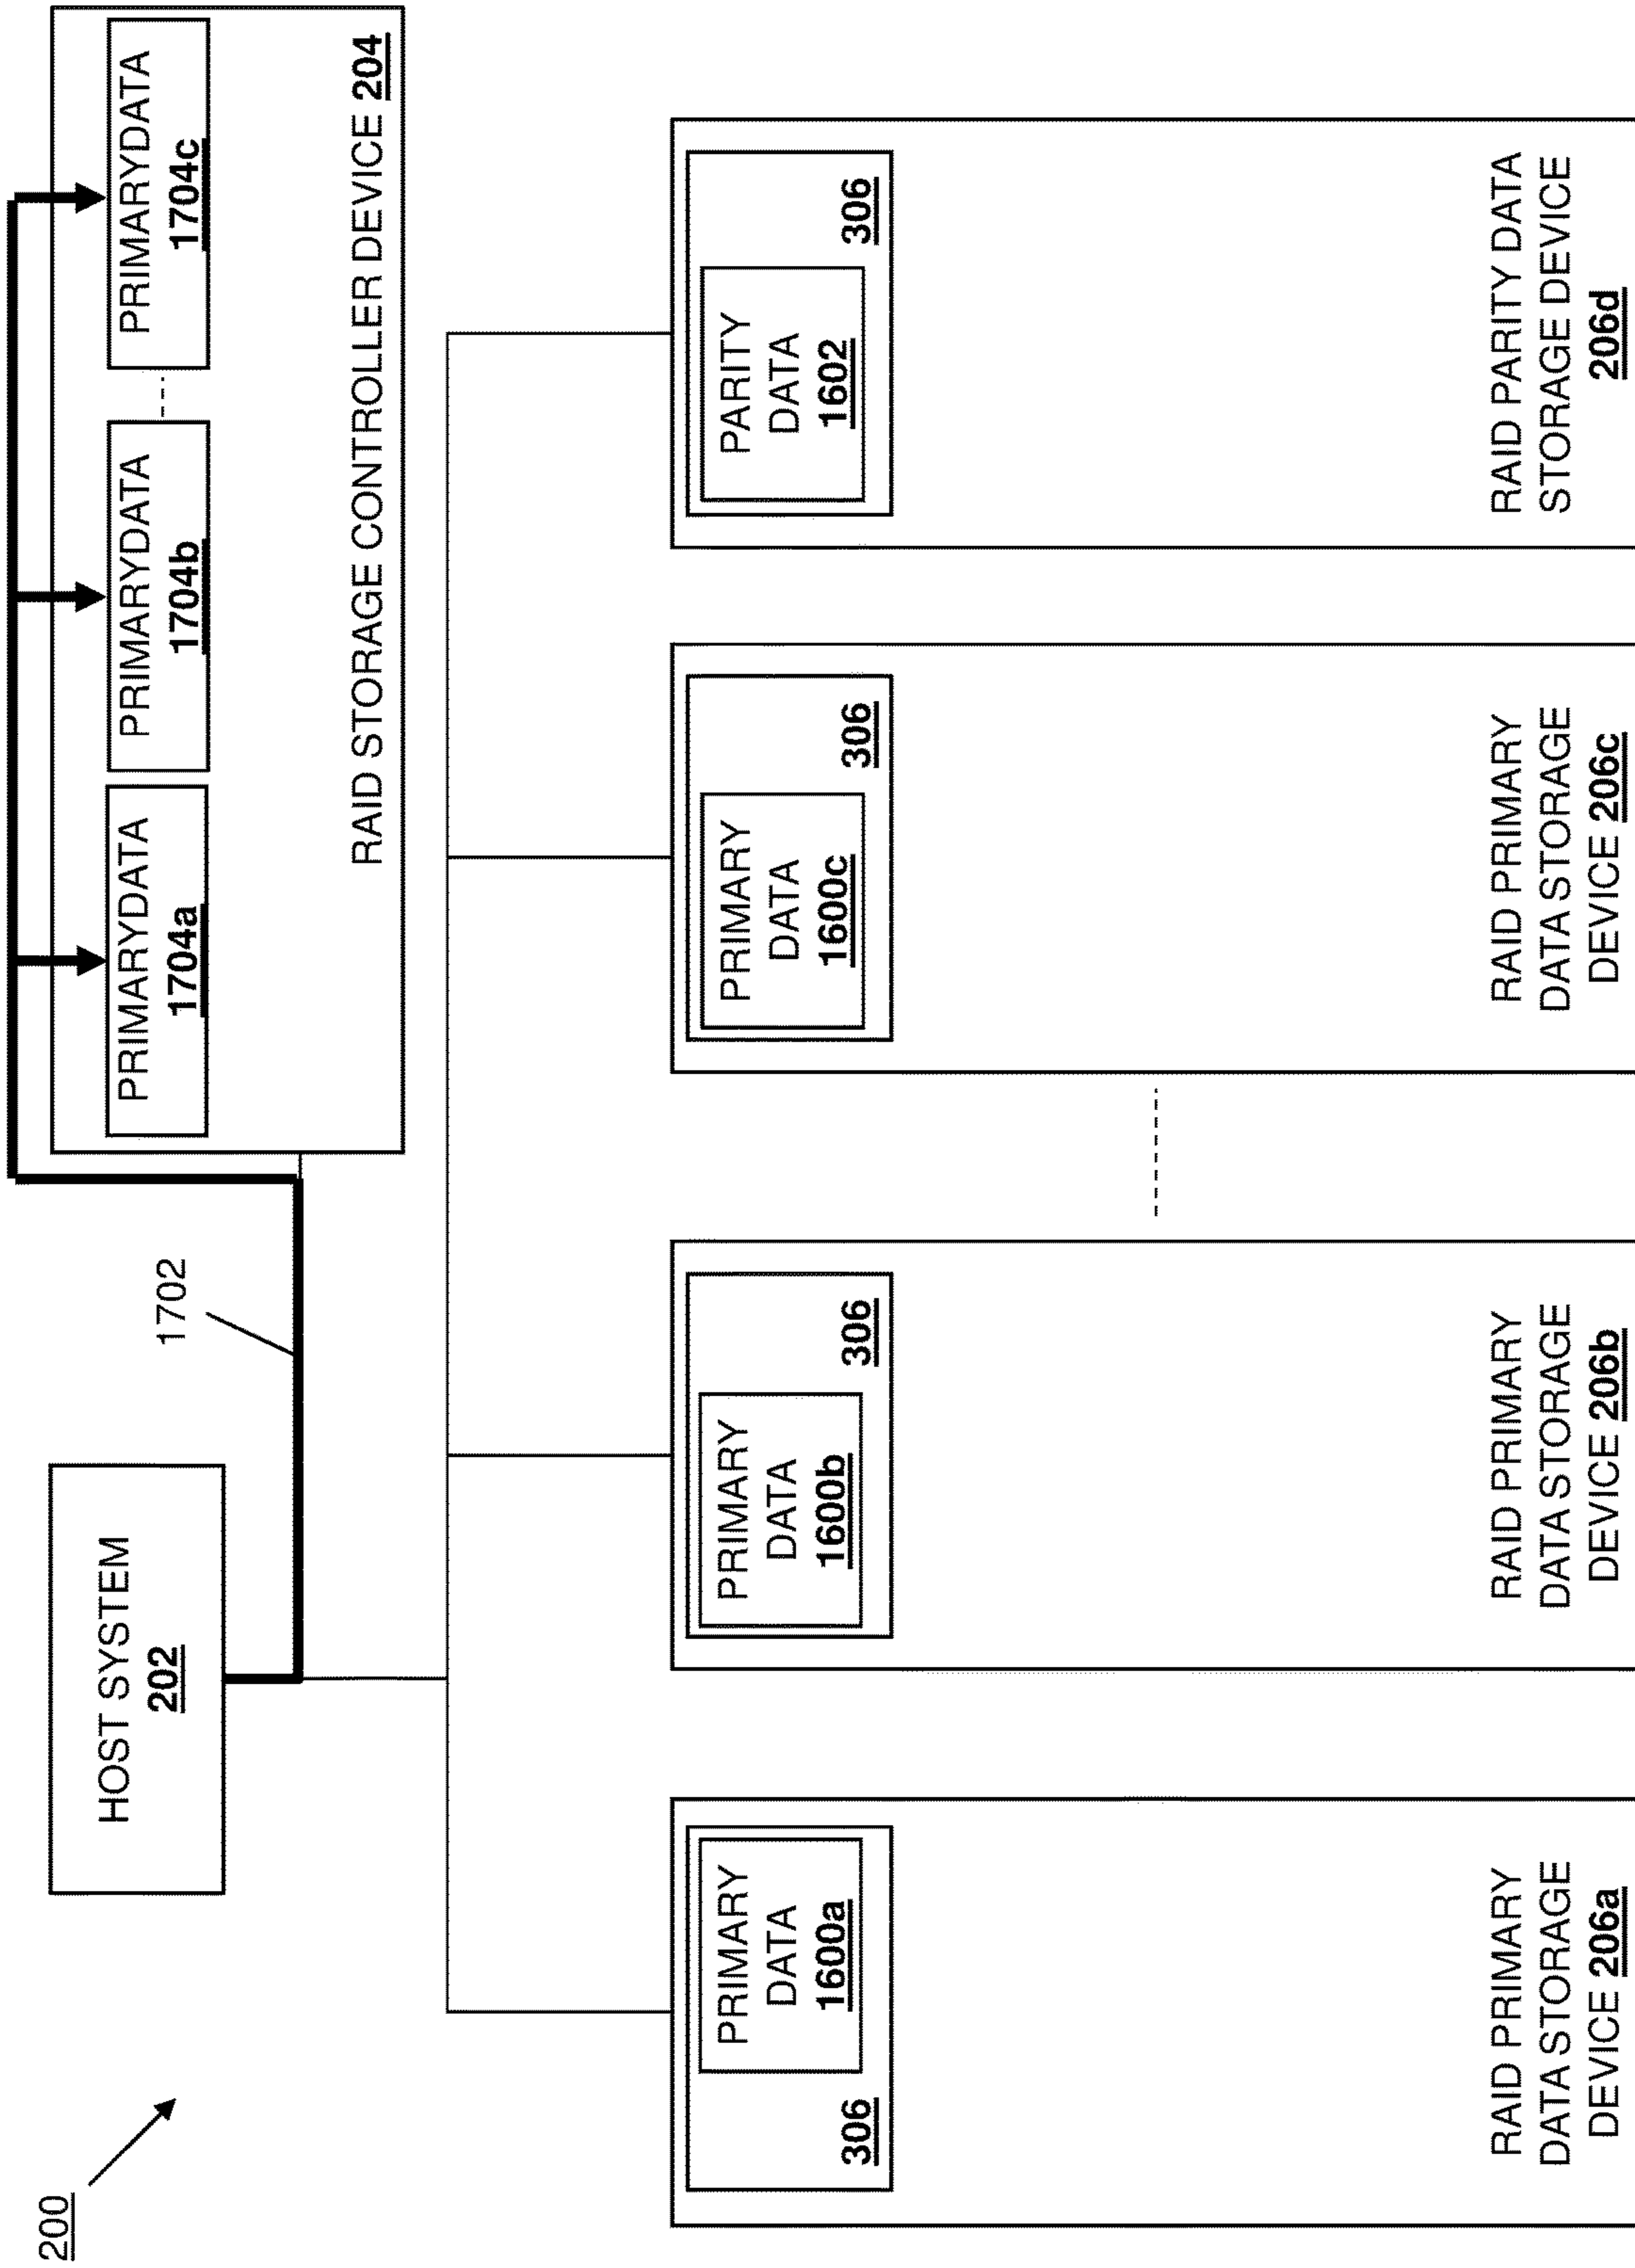 200
HOST SYSTEM
202
1702
PRIMARYDATA
1704a
PRIMARYDATA
1704b
PRIMARYDATA
1704c
RAID STORAGE CONTROLLER DEVICE 204
PRIMARY
DATA
1600a
306
RAID PRIMARY
DATA STORAGE
DEVICE 206a
PRIMARY
DATA
1600b
306
RAID PRIMARY
DATA STORAGE
DEVICE 206b
PRIMARY
DATA
1600c
306
RAID PRIMARY
DATA STORAGE
DEVICE 206c
PARITY
DATA
1602
306
RAID PARITY DATA
STORAGE DEVICE
206d